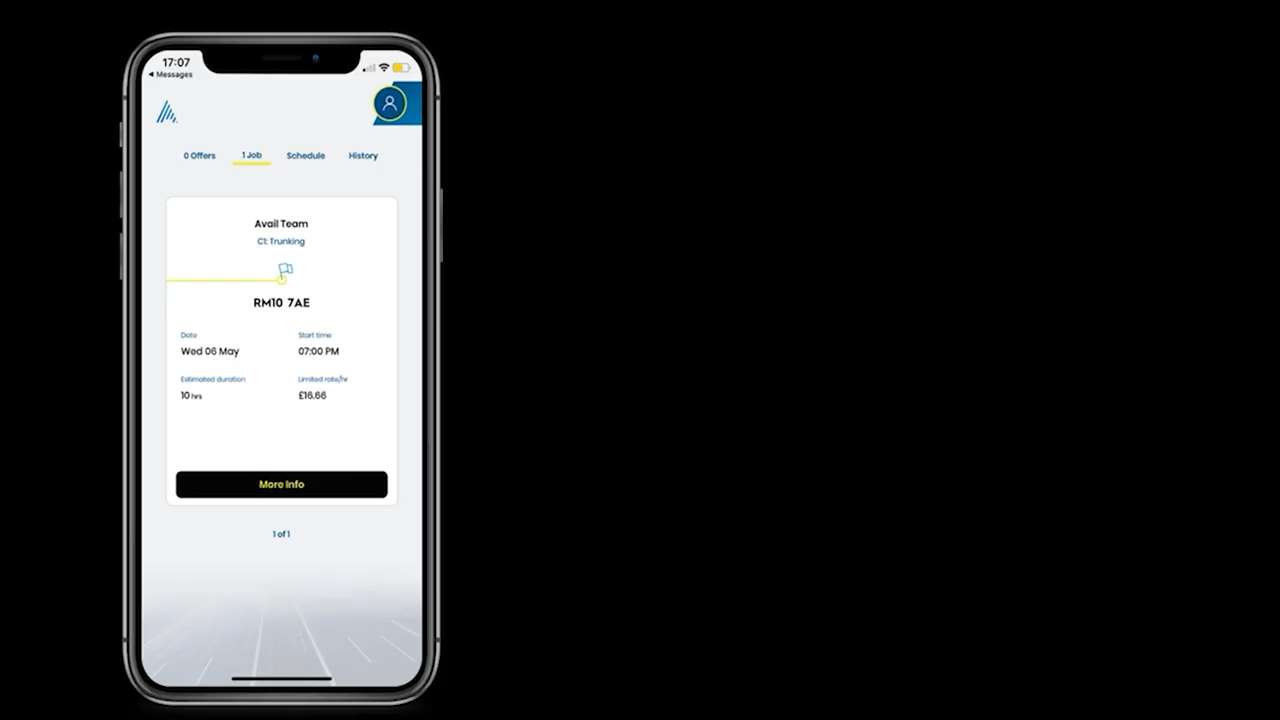 17:07
◀ Messages
0 Offers 1 Job Schedule History
Avail Team
C1: Trunking
RM10 7AE
Date Start time
Wed 06 May 07:00 PM
Estimated duration Limited rate/hr
10 hrs £16.66
More Info
1 of 1